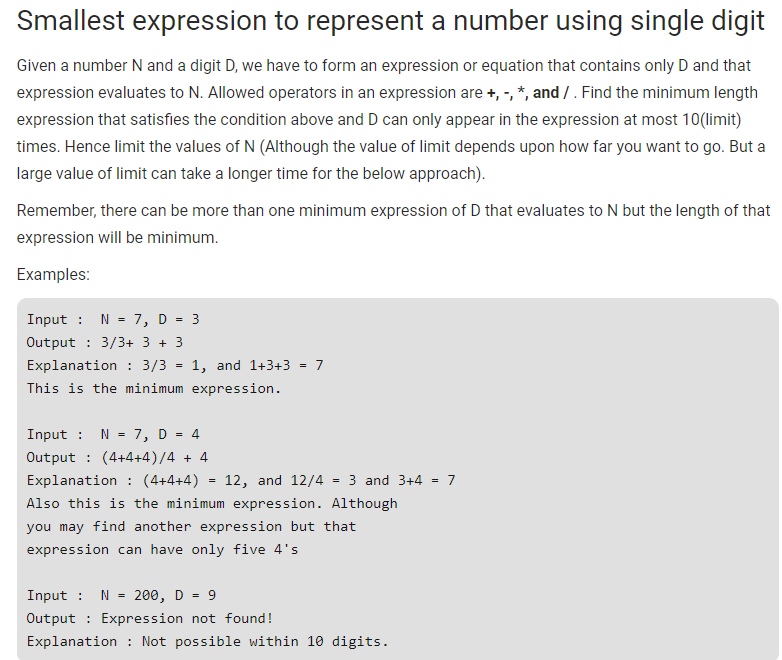 Smallest expression to represent a number using single digit
Given a number N and a digit D, we have to form an expression or equation that contains only D and that
expression evaluates to N. Allowed operators in an expression are +, -, *, and / . Find the minimum length
expression that satisfies the condition above and D can only appear in the expression at most 10(limit)
times. Hence limit the values of N (Although the value of limit depends upon how far you want to go. But a
large value of limit can take a longer time for the below approach).
Remember, there can be more than one minimum expression of D that evaluates to N but the length of that
expression will be minimum.
Examples:
Input :  N = 7, D = 3
Output : 3/3+ 3 + 3
Explanation : 3/3 = 1, and 1+3+3 = 7
This is the minimum expression.
Input :  N = 7, D = 4
Output : (4+4+4)/4 + 4
Explanation : (4+4+4) = 12, and 12/4 = 3 and 3+4 = 7
Also this is the minimum expression. Although
you may find another expression but that
expression can have only five 4's
Input :  N = 200, D = 9
Output : Expression not found!
Explanation : Not possible within 10 digits.